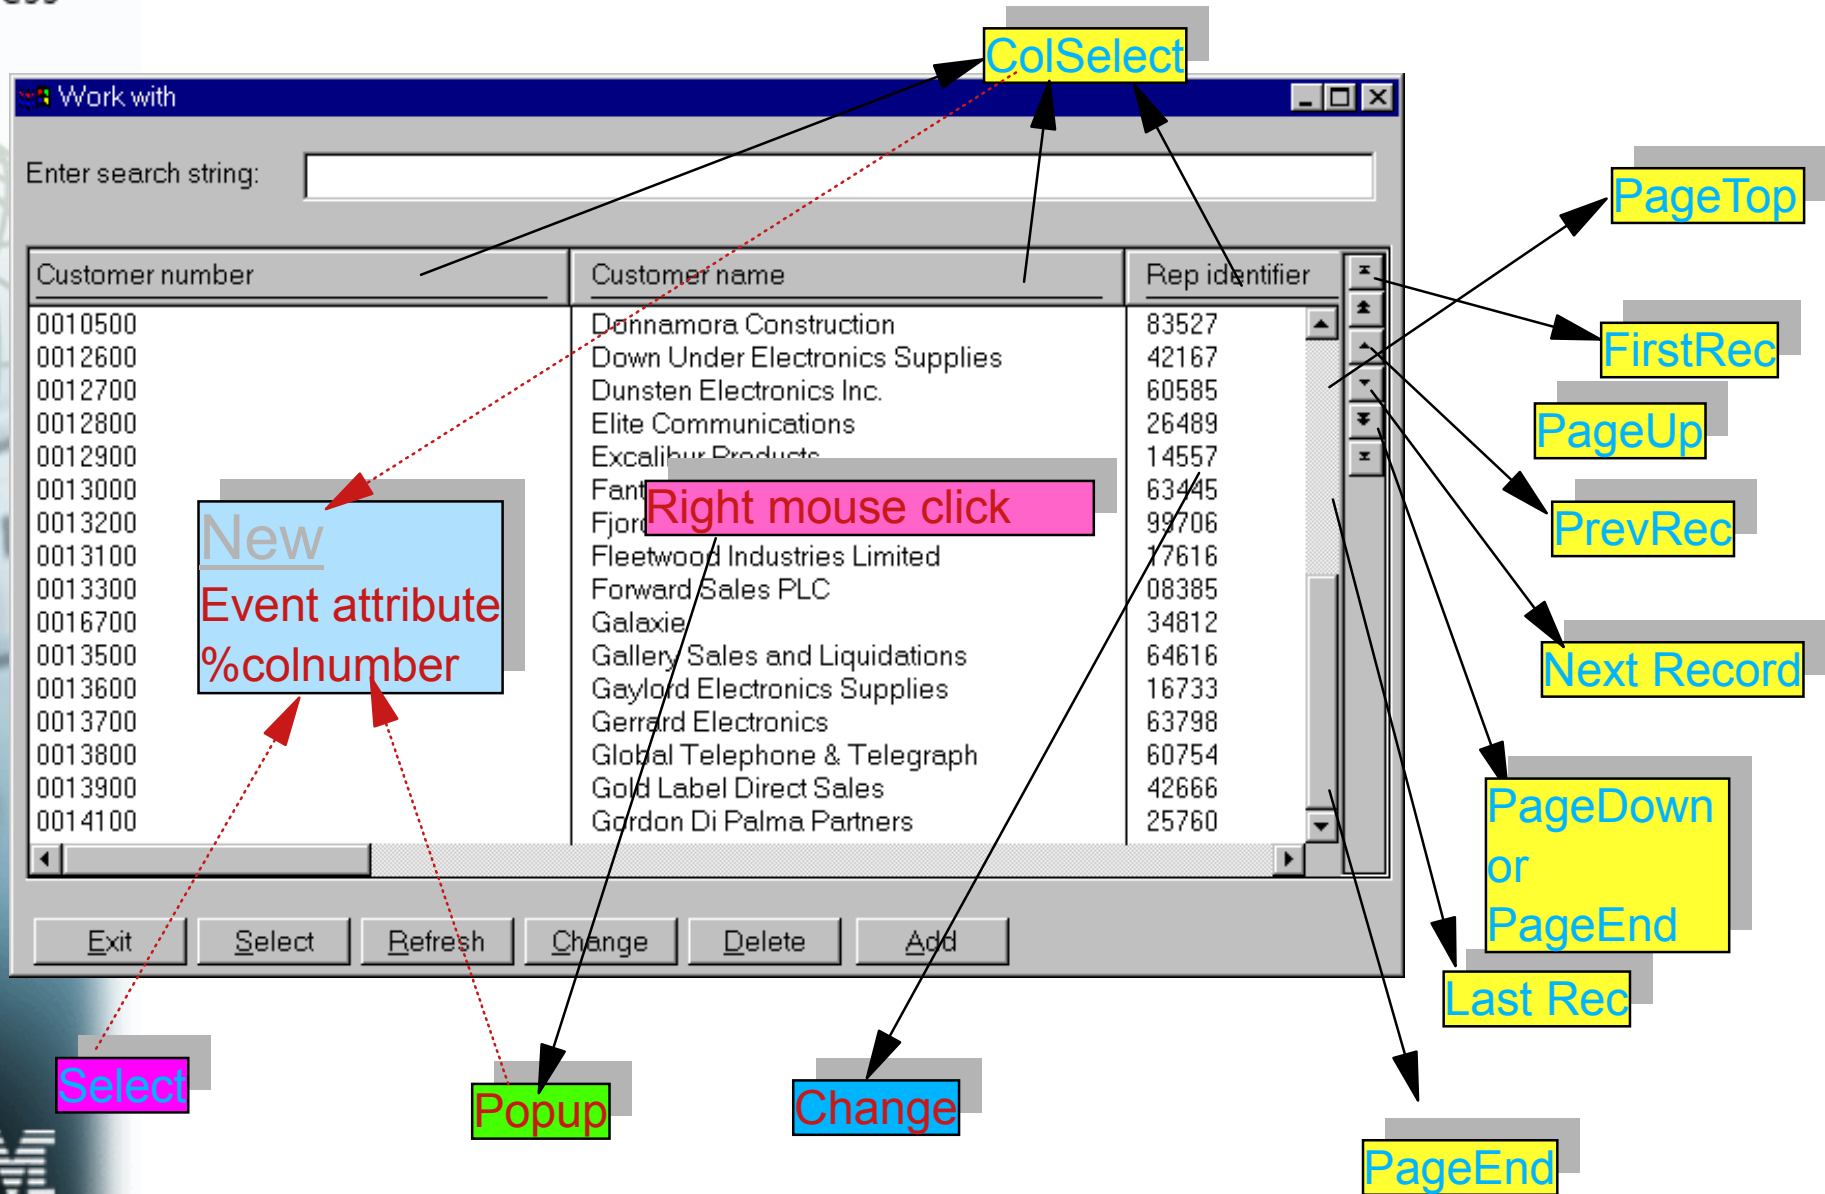 ColSelect
Work with
Enter search string:
PageTop
Customer number Customer name Rep identifier
FirstRec
PageUp
PrevRec
Next Record
PageDown
or
PageEnd
Last Rec
PageEnd
0010500 Donnamora Construction 83527
0012600 Down Under Electronics Supplies 42167
0012700 Dunsten Electronics Inc. 60585
0012800 Elite Communications 26489
0012900 Excalibur Products 14557
0013000 63445
0013200 99706
0013100 Fleetwood Industries Limited 17616
0013300 Forward Sales PLC 08385
0016700 Galaxie 34812
0013500 Gallery Sales and Liquidations 64616
0013600 Gaylord Electronics Supplies 16733
0013700 Gerrard Electronics 63798
0013800 Global Telephone & Telegraph 60754
0013900 Gold Label Direct Sales 42666
0014100 Gordon Di Palma Partners 25760
Right mouse click
New
Event attribute
%colnumber
Exit Select Refresh Change Delete Add
Select
Popup
Change